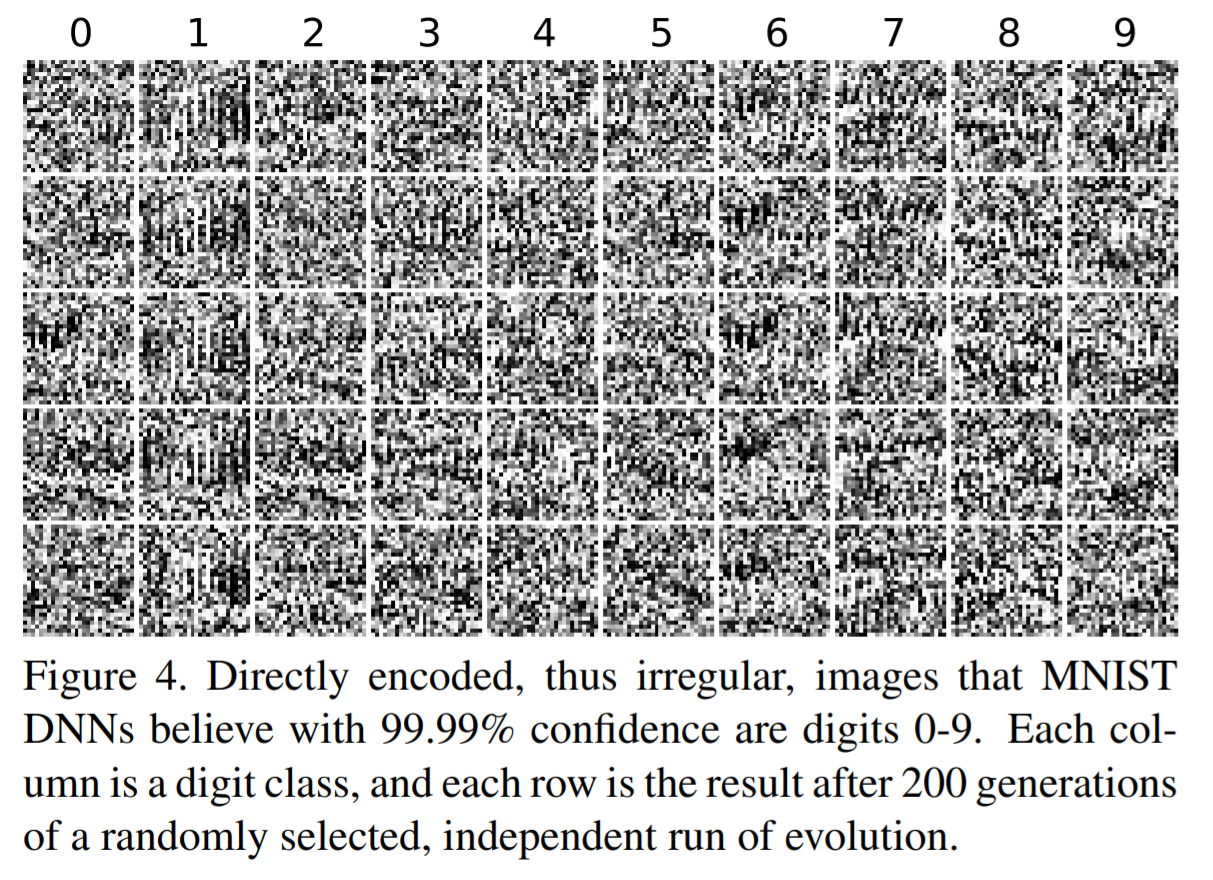 0 1 2 3 4 5 6 7 8 9
Figure 4. Directly encoded, thus irregular, images that MNIST
DNNs believe with 99.99% confidence are digits 0-9. Each col-
umn is a digit class, and each row is the result after 200 generations
of a randomly selected, independent run of evolution.